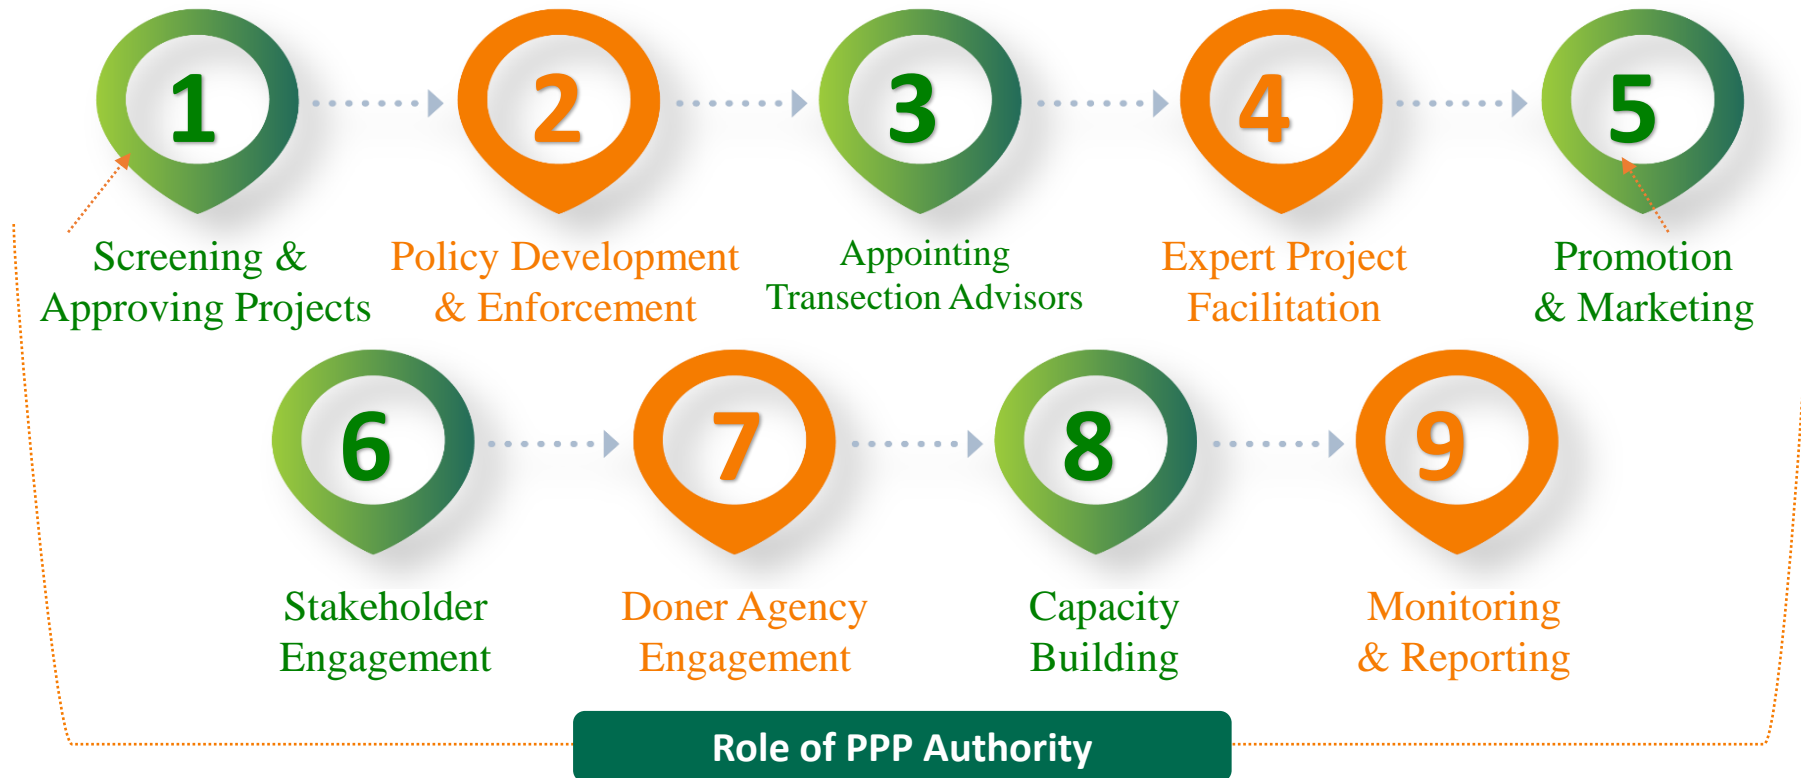 1
2
3
4
5
Screening &
Approving Projects
Policy Development
& Enforcement
Appointing
Transection Advisors
Expert Project
Facilitation
Promotion
& Marketing
6
7
8
9
Stakeholder
Engagement
Doner Agency
Engagement
Capacity
Building
Monitoring
& Reporting
Role of PPP Authority